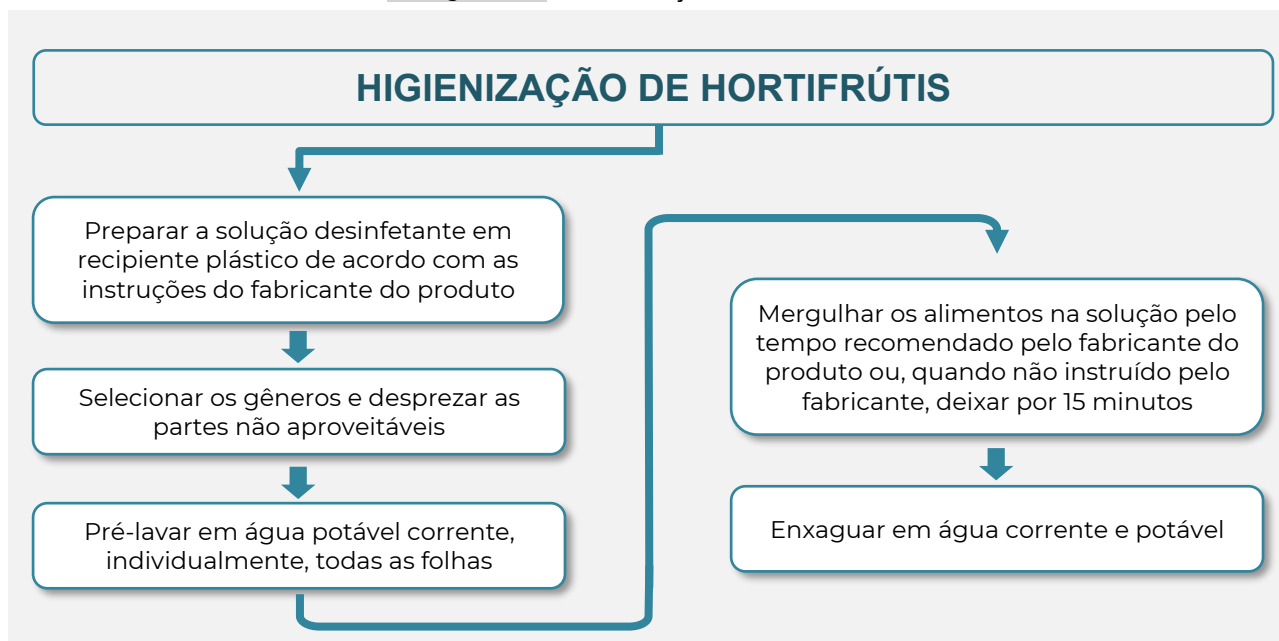 HIGIENIZAÇÃO DE HORTIFRÚTIS
Preparar a solução desinfetante em
recipiente plástico de acordo com as
instruções do fabricante do produto
Selecionar os gêneros e desprezar as
partes não aproveitáveis
Pré-lavar em água potável corrente,
individualmente, todas as folhas
Mergulhar os alimentos na solução pelo
tempo recomendado pelo fabricante do
produto ou, quando não instruído pelo
fabricante, deixar por 15 minutos
Enxaguar em água corrente e potável